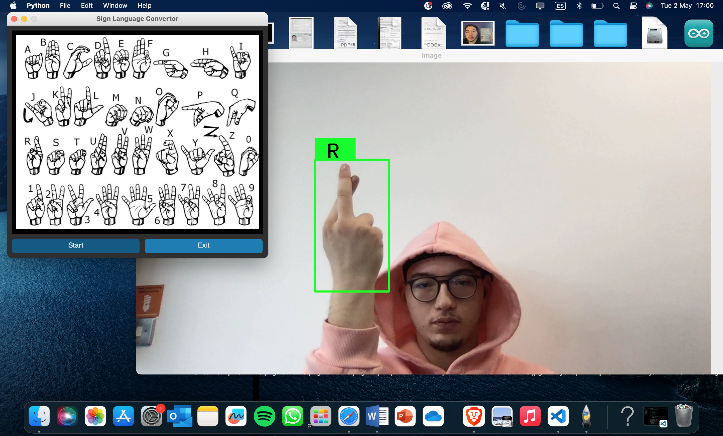 Python File Edit Window Help
Tue 2 May 17:00
Sign Language Convertor
image
A B C D E F G H I
J K L M N O P Q
R S T U V W X Y Z 0
1 2 3 4 5 6 7 8 9
R
Start Exit